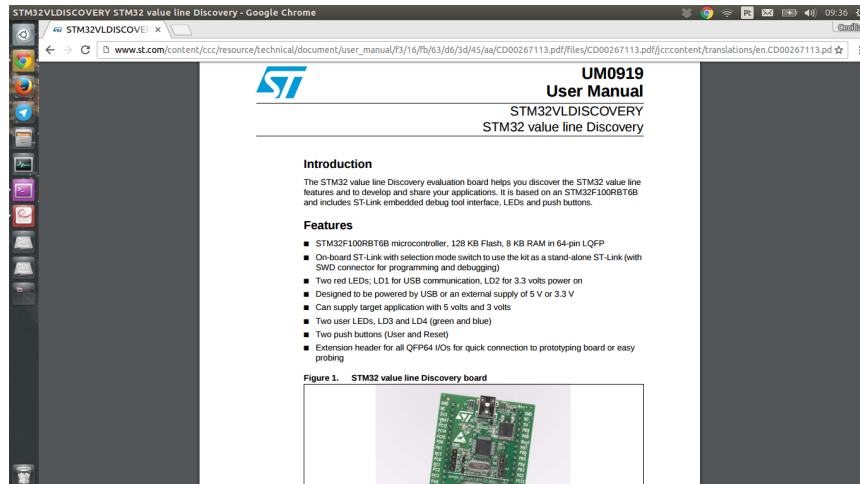 STM32VLDISCOVERY STM32 value line Discovery - Google Chrome
Pt
09:36
STM32VLDISCOVE
www.st.com/content/ccc/resource/technical/document/user_manual/f3/16/fb/63/d6/3d/45/aa/CD00267113.pdf/files/CD00267113.pdf/jcr:content/translations/en.CD00267113.pd
ST
UM0919
User Manual
STM32VLDISCOVERY
STM32 value line Discovery
Introduction
The STM32 value line Discovery evaluation board helps you discover the STM32 value line
features and to develop and share your applications. It is based on an STM32F100RBT6B
and includes ST-Link embedded debug tool interface, LEDs and push buttons.
Features
■ STM32F100RBT6B microcontroller, 128 KB Flash, 8 KB RAM in 64-pin LQFP
■ On-board ST-Link with selection mode switch to use the kit as a stand-alone ST-Link (with
SWD connector for programming and debugging)
■ Two red LEDs; LD1 for USB communication, LD2 for 3.3 volts power on
■ Designed to be powered by USB or an external supply of 5 V or 3.3 V
■ Can supply target application with 5 volts and 3 volts
■ Two user LEDs, LD3 and LD4 (green and blue)
■ Two push buttons (User and Reset)
■ Extension header for all QFP64 I/Os for quick connection to prototyping board or easy
probing
Figure 1. STM32 value line Discovery board
ST